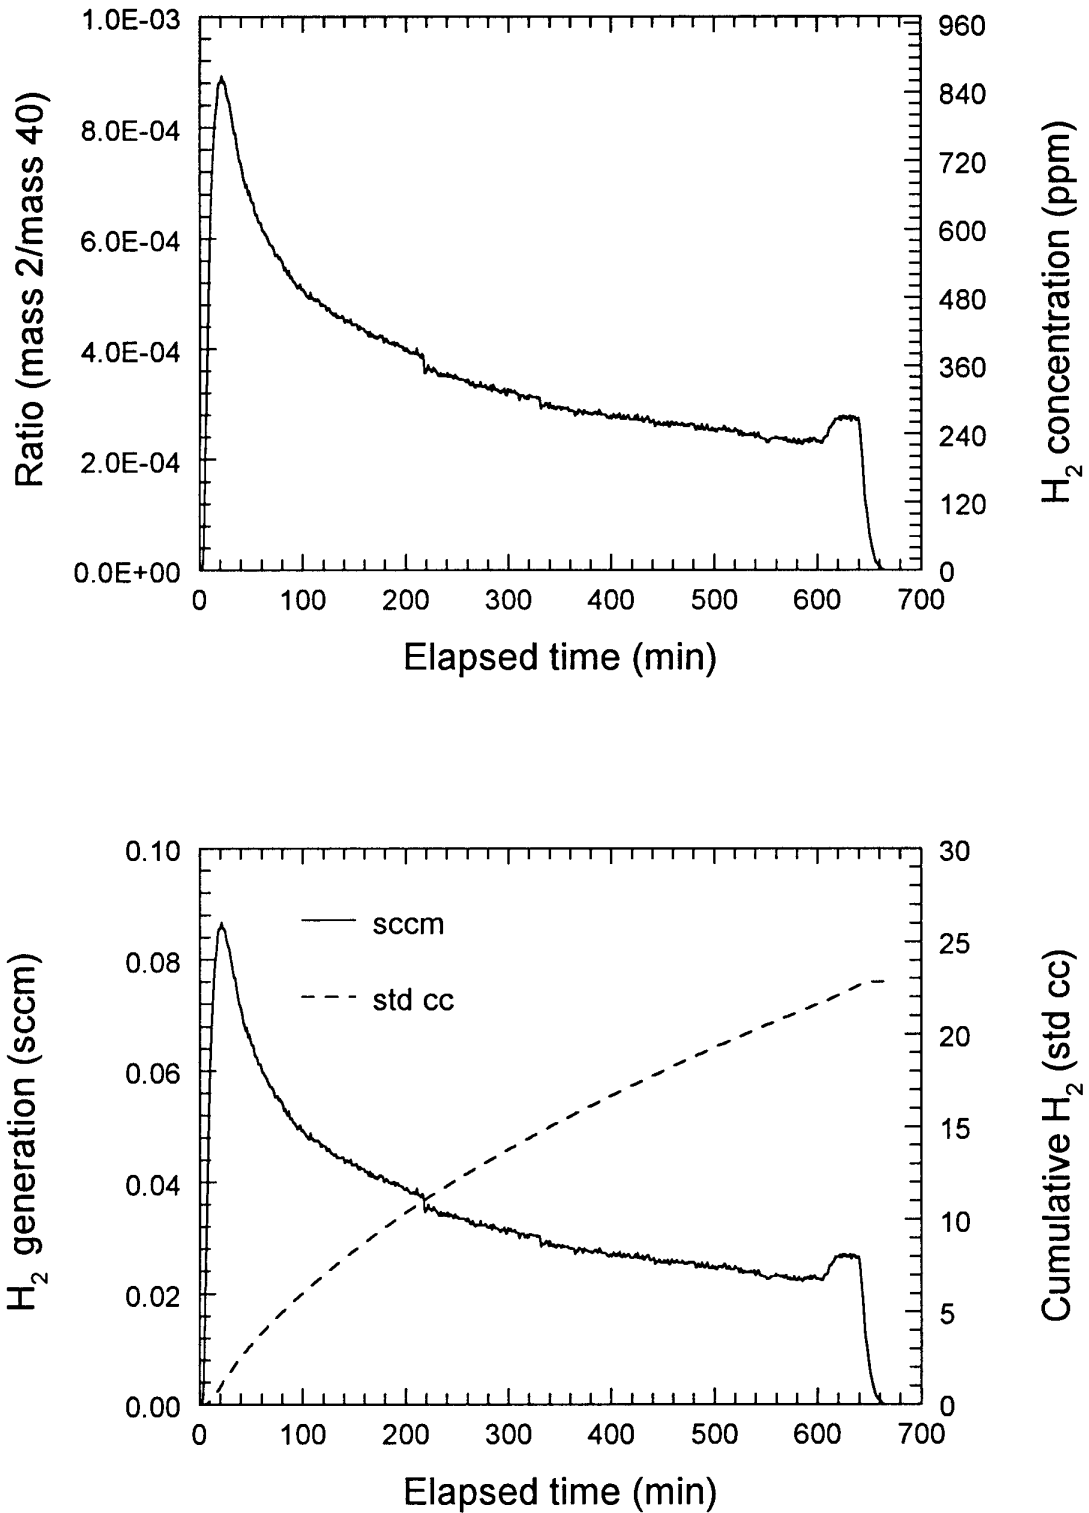 1.0E-03
8.0E-04
6.0E-04
4.0E-04
2.0E-04
0.0E+00
Ratio (mass 2/mass 40)
960
840
720
600
480
360
240
120
0
H₂ concentration (ppm)
0 100 200 300 400 500 600 700
Elapsed time (min)
0.10
0.08
0.06
0.04
0.02
0.00
H₂ generation (sccm)
sccm
std cc
30
25
20
15
10
5
0
Cumulative H₂ (std cc)
0 100 200 300 400 500 600 700
Elapsed time (min)